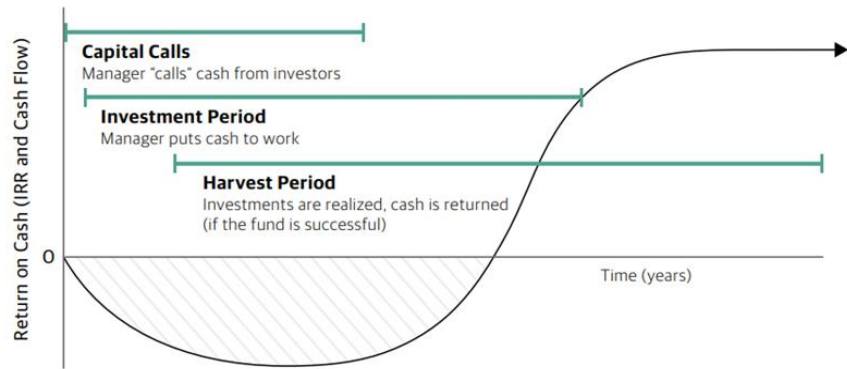 Capital Calls
Manager "calls" cash from investors
Investment Period
Manager puts cash to work
Harvest Period
Investments are realized, cash is returned
(if the fund is successful)
Return on Cash (IRR and Cash Flow)
0
Time (years)